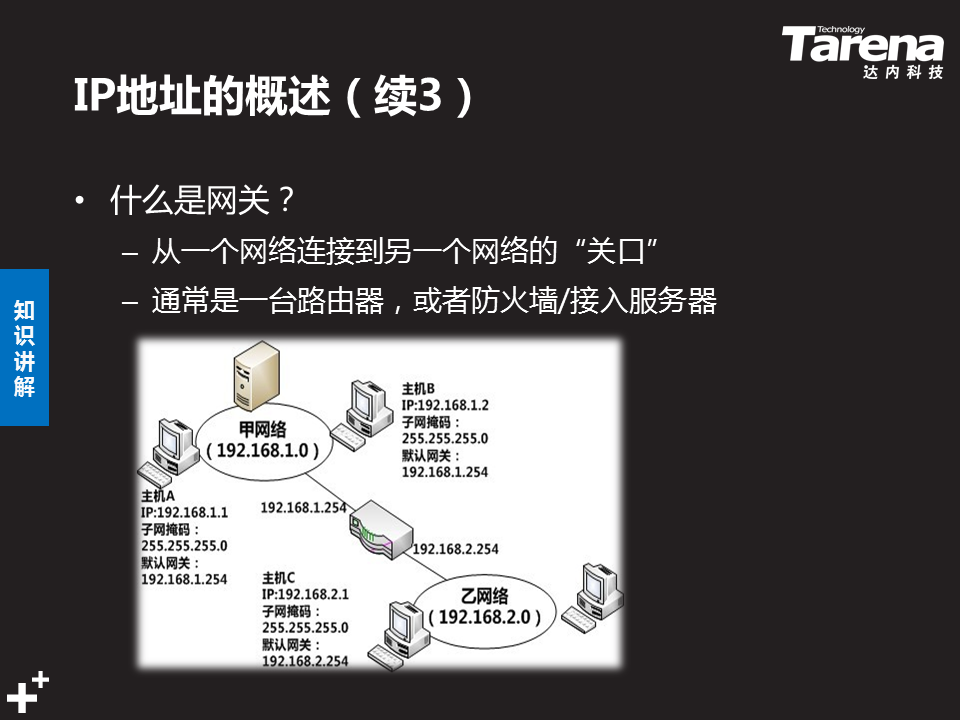 Technology
Tarena
达内科技
IP地址的概述（续3）
• 什么是网关？
– 从一个网络连接到另一个网络的“关口”
– 通常是一台路由器，或者防火墙/接入服务器
知
识
讲
解
甲网络
（192.168.1.0）
主机B
IP:192.168.1.2
子网掩码：
255.255.255.0
默认网关：
192.168.1.254
主机A
IP:192.168.1.1
子网掩码：
255.255.255.0
默认网关：
192.168.1.254
192.168.1.254
192.168.2.254
主机C
IP:192.168.2.1
子网掩码：
255.255.255.0
默认网关：
192.168.2.254
乙网络
（192.168.2.0）